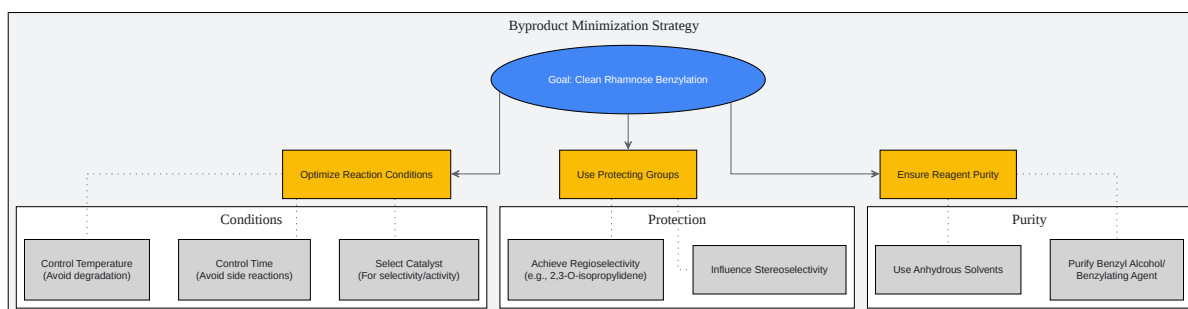 Byproduct Minimization Strategy
Goal: Clean Rhamnose Benzylation
Optimize Reaction Conditions
Use Protecting Groups
Ensure Reagent Purity
Conditions
Control Temperature
(Avoid degradation)
Control Time
(Avoid side reactions)
Select Catalyst
(For selectivity/activity)
Protection
Achieve Regioselectivity
(e.g., 2,3-O-isopropylidene)
Influence Stereoselectivity
Purity
Use Anhydrous Solvents
Purify Benzyl Alcohol/
Benzylating Agent